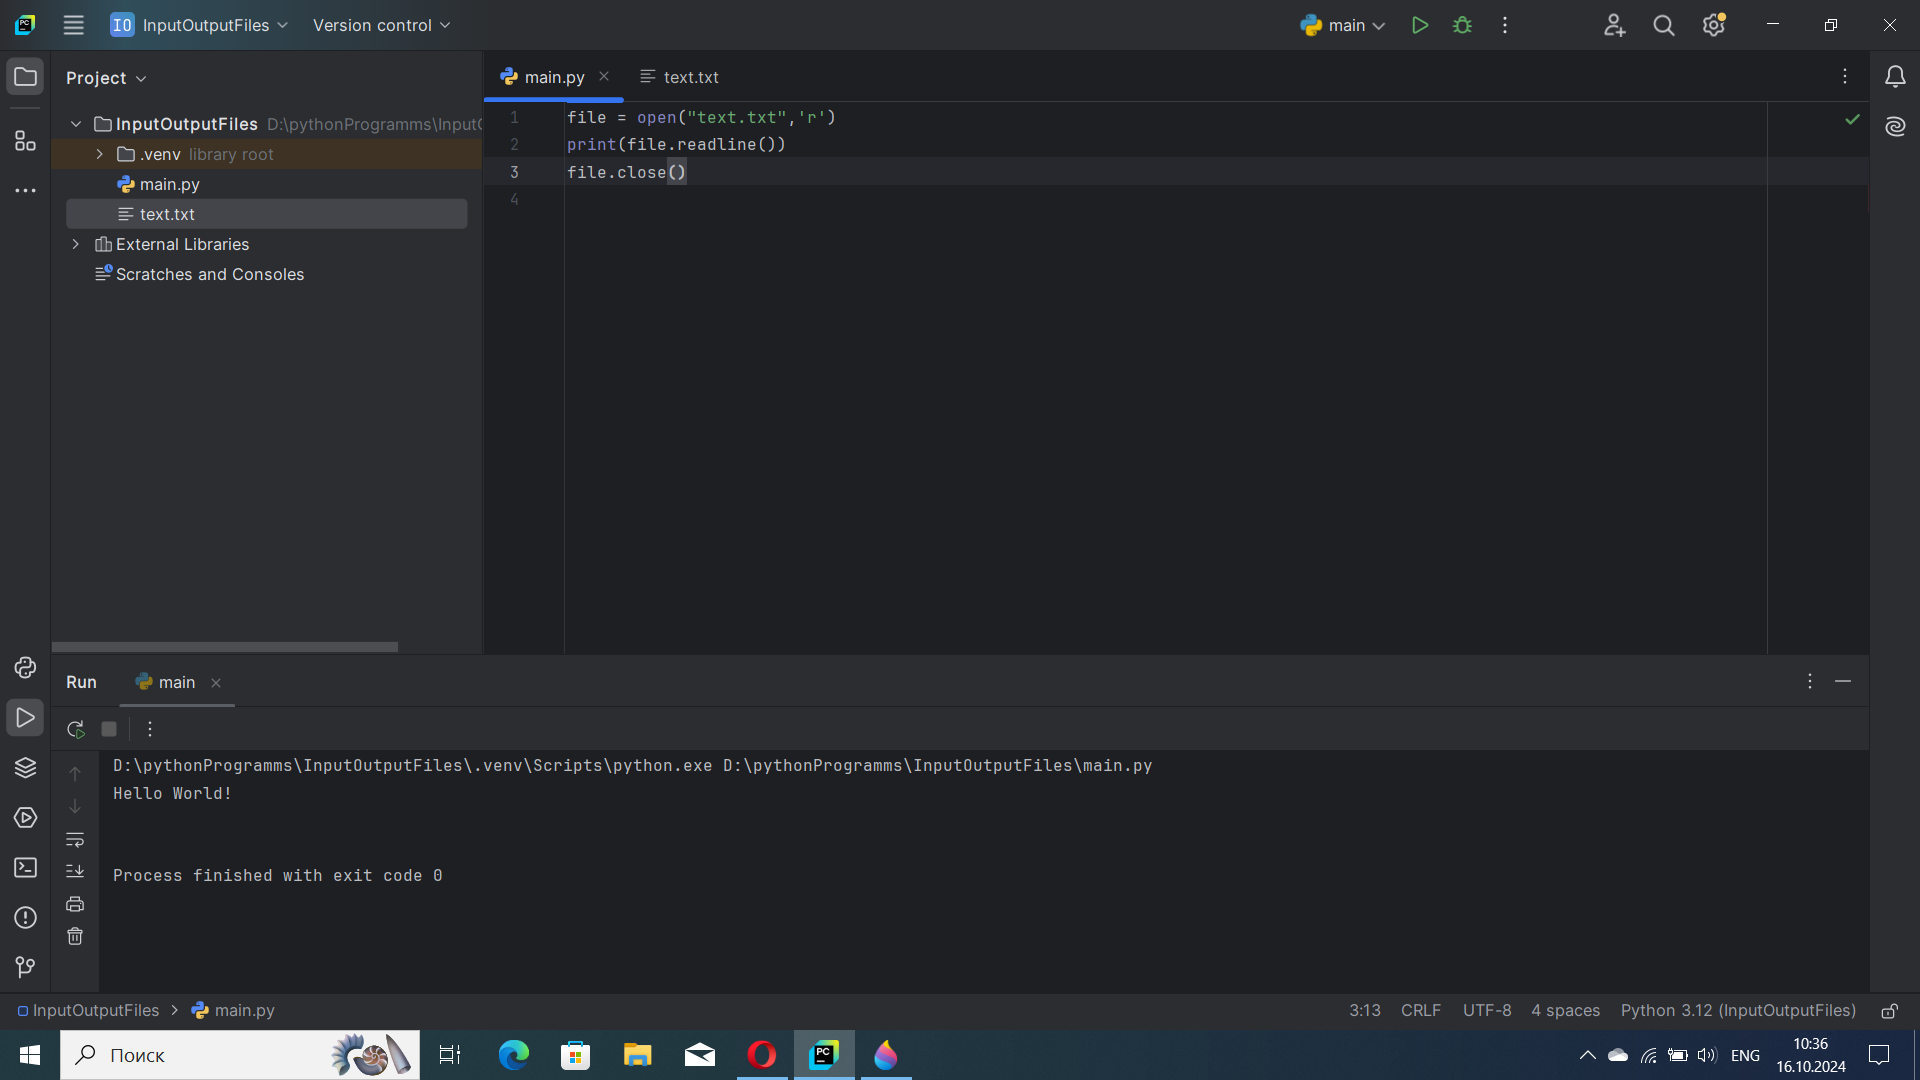 IO InputOutputFiles Version control main
Project
main.py text.txt
InputOutputFiles D:\pythonProgramms\Input
.venv library root
main.py
text.txt
External Libraries
Scratches and Consoles
1 file = open("text.txt",'r')
2 print(file.readline())
3 file.close()
4
Run main
D:\pythonProgramms\InputOutputFiles\.venv\Scripts\python.exe D:\pythonProgramms\InputOutputFiles\main.py
Hello World!
Process finished with exit code 0
InputOutputFiles > main.py 3:13 CRLF UTF-8 4 spaces Python 3.12 (InputOutputFiles)
Поиск
PC
ENG
10:36
16.10.2024